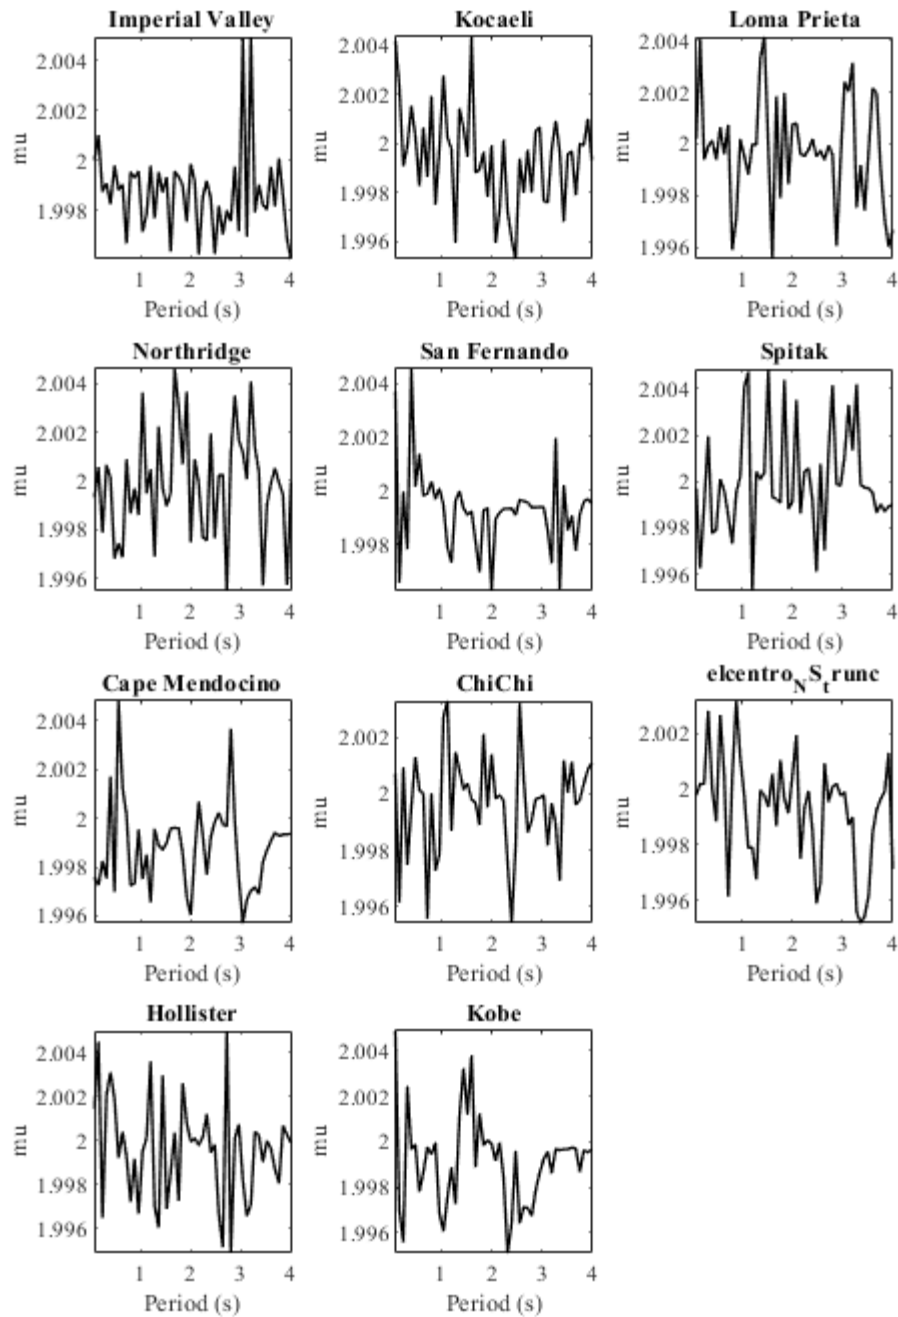 Imperial Valley
mu
2.004
2.002
2
1.998
1 2 3 4
Period (s)
Kocaeli
mu
2.004
2.002
2
1.998
1.996
1 2 3 4
Period (s)
Loma Prieta
mu
2.004
2.002
2
1.998
1.996
1 2 3 4
Period (s)
Northridge
mu
2.004
2.002
2
1.998
1.996
1 2 3 4
Period (s)
San Fernando
mu
2.004
2.002
2
1.998
1 2 3 4
Period (s)
Spitak
mu
2.004
2.002
2
1.998
1.996
1 2 3 4
Period (s)
Cape Mendocino
mu
2.004
2.002
2
1.998
1.996
1 2 3 4
Period (s)
ChiChi
mu
2.002
2
1.998
1.996
1 2 3 4
Period (s)
elcentro_NS_trunc
mu
2.002
2
1.998
1.996
1 2 3 4
Period (s)
Hollister
mu
2.004
2.002
2
1.998
1.996
1 2 3 4
Period (s)
Kobe
mu
2.004
2.002
2
1.998
1.996
1 2 3 4
Period (s)